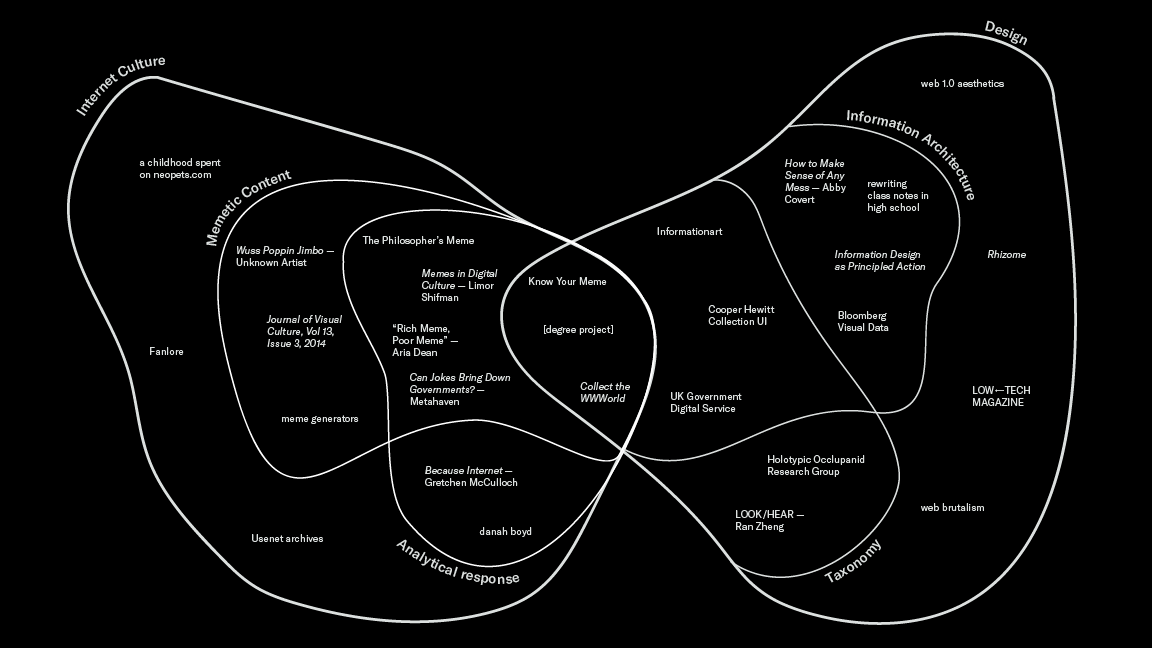 Internet Culture
a childhood spent
on neopets.com
Fanlore
Usenet archives
Memetic Content
Wuss Poppin Jimbo —
Unknown Artist
Journal of Visual
Culture, Vol 13,
Issue 3, 2014
meme generators
The Philosopher's Meme
Memes in Digital
Culture — Limor
Shifman
“Rich Meme,
Poor Meme” —
Aria Dean
Can Jokes Bring Down
Governments? —
Metahaven
Because Internet —
Gretchen McCulloch
danah boyd
Analytical response
Know Your Meme
[degree project]
Collect the
WWWorld
Design
web 1.0 aesthetics
Information Architecture
How to Make
Sense of Any
Mess — Abby
Covert
rewriting
class notes in
high school
Informationart
Information Design
as Principled Action
Rhizome
Cooper Hewitt
Collection UI
Bloomberg
Visual Data
UK Government
Digital Service
LOW←TECH
MAGAZINE
Holotypic Occlupanid
Research Group
LOOK/HEAR —
Ran Zheng
web brutalism
Taxonomy